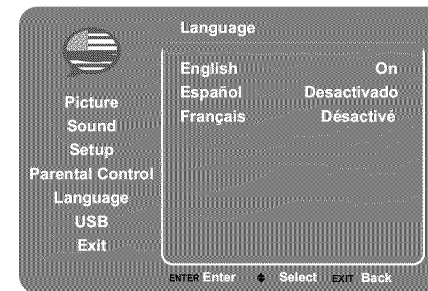 Language
English On
Español Desactivado
Français Désactivé
Picture
Sound
Setup
Parental Control
Language
USB
Exit
ENTER Enter Select EXIT Back